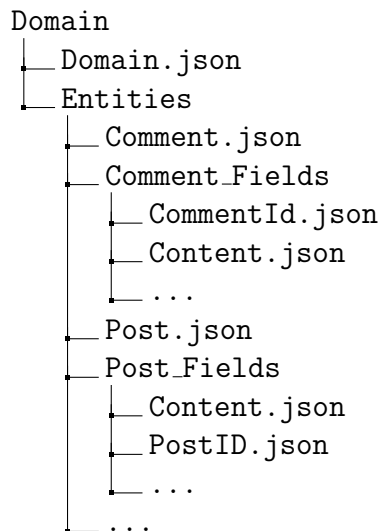 Domain
Domain.json
Entities
Comment.json
Comment_Fields
CommentId.json
Content.json
...
Post.json
Post_Fields
Content.json
PostID.json
...
...